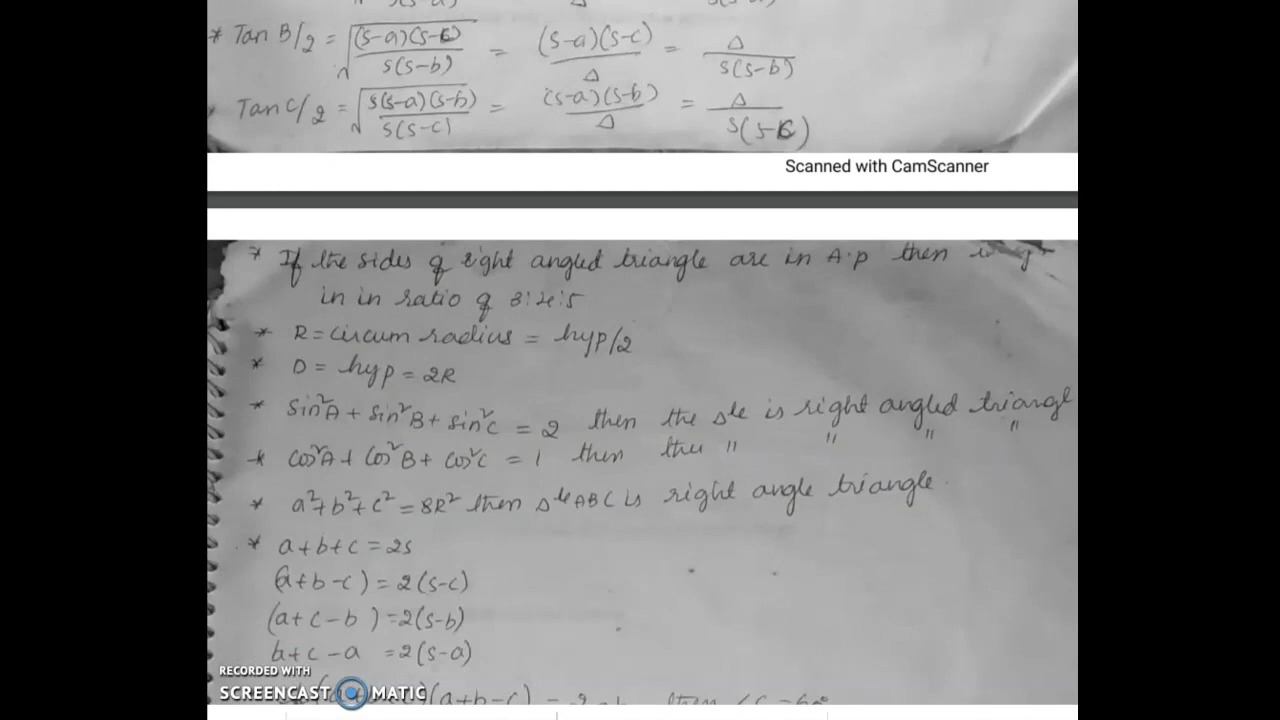 * Tan B/2 = √(s-a)(s-c)/s(s-b) = (s-a)(s-c)/Δ = Δ/s(s-b)
* Tan C/2 = √s(s-a)(s-b)/s(s-c) = (s-a)(s-b)/Δ = Δ/s(s-c)
Scanned with CamScanner
* If the sides of right angled triangle are in A.p then
in in ratio of 3:4:5
* R = circum radius = hyp/2
* D = hyp = 2R
* sin²A + sin²B + sin²C = 2 then the Δle is right angled triangl
* cos²A + cos²B + cos²C = 1 then the " " " "
* a²+b²+c² = 8R² then Δle ABC is right angle triangle.
* a+b+c = 2s
(a+b-c) = 2(s-c)
(a+c-b) = 2(s-b)
b+c-a = 2(s-a)
RECORDED WITH
SCREENCAST MATIC
(a+b-c) = then ∠C = 60°